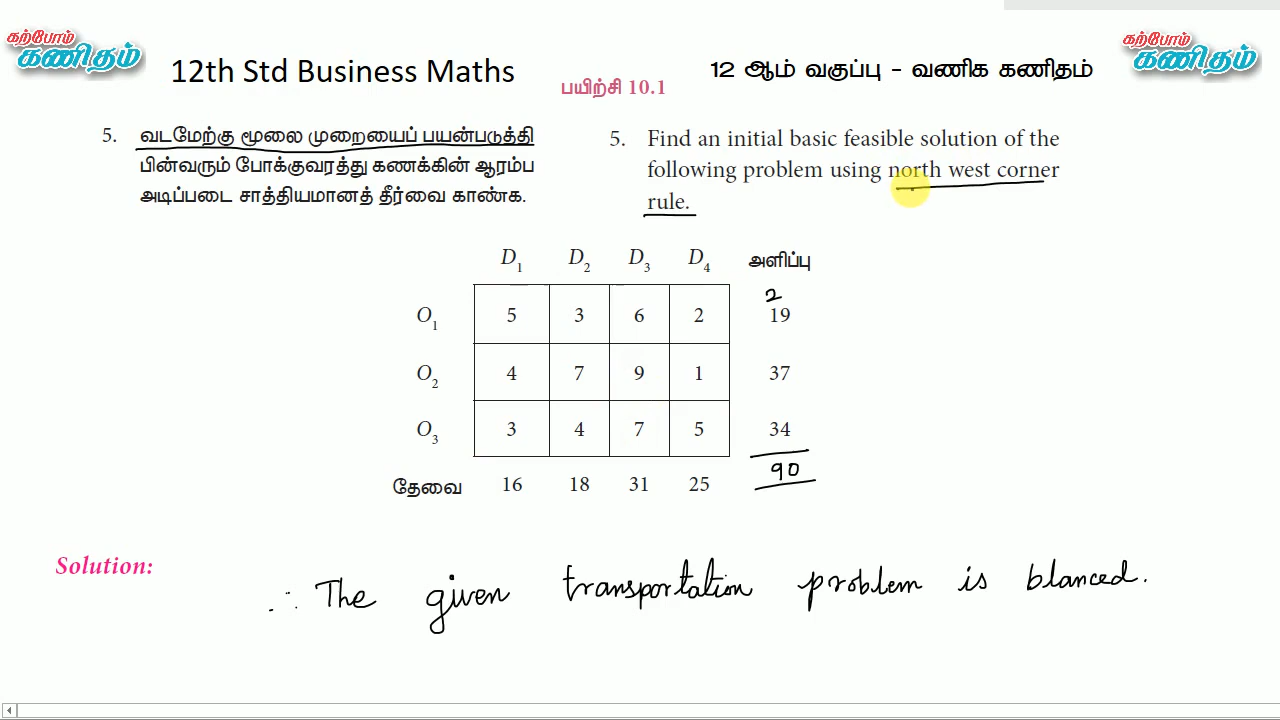 கற்போம்
கணிதம்
12th Std Business Maths
12 ஆம் வகுப்பு - வணிக கணிதம்
கற்போம்
கணிதம்
பயிற்சி 10.1
5. வடமேற்கு மூலை முறையைப் பயன்படுத்தி
பின்வரும் போக்குவரத்து கணக்கின் ஆரம்ப
அடிப்படை சாத்தியமானத் தீர்வை காண்க.
5. Find an initial basic feasible solution of the
following problem using north west corner
rule.
D1 D2 D3 D4 அளிப்பு
2
O1 5 3 6 2 19
O2 4 7 9 1 37
O3 3 4 7 5 34
90
தேவை 16 18 31 25
Solution:
∴ The given transportation problem is blanced.